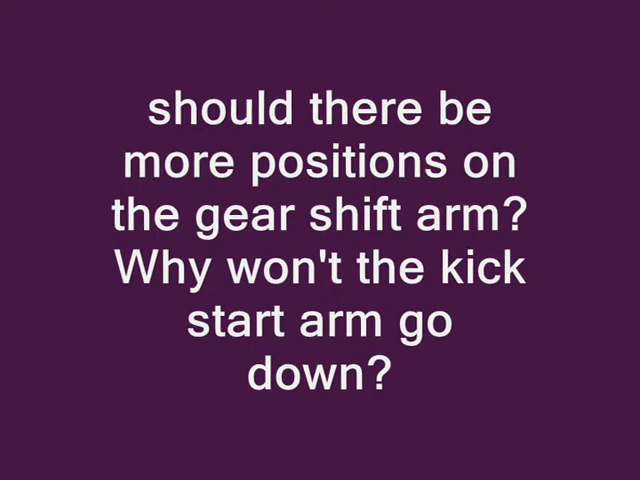 should there be
more positions on
the gear shift arm?
Why won't the kick
start arm go
down?